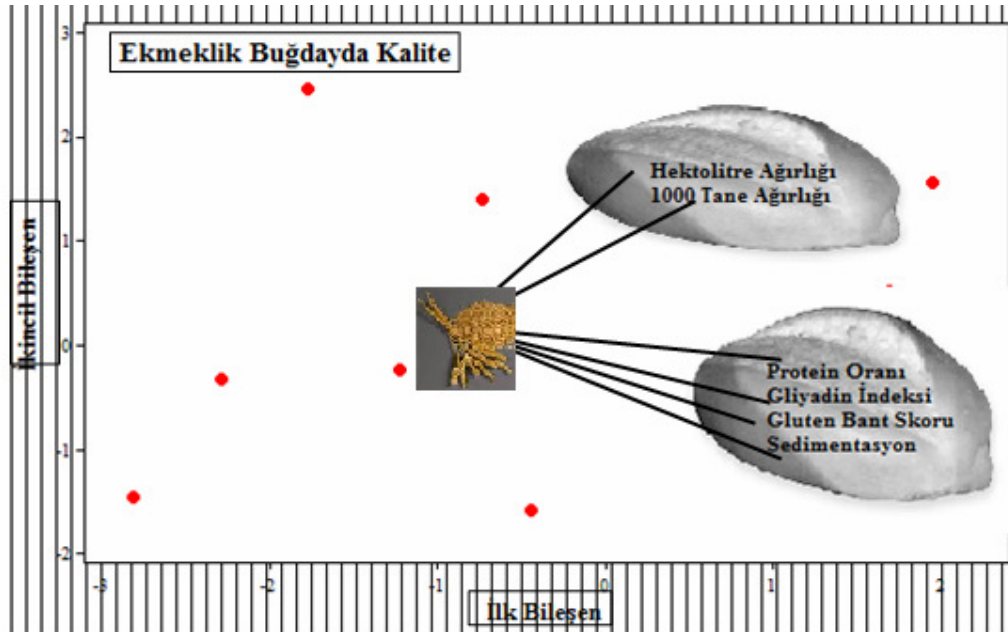 Ekmeklik Buğdayda Kalite
3
2
1
0
-1
-2
İkincil Bileşen
Hektolitre Ağırlığı
1000 Tane Ağırlığı
Protein Oranı
Gliyadin İndeksi
Gluten Bant Skoru
Sedimentasyon
-3
-2
-1
0
1
2
İlk Bileşen